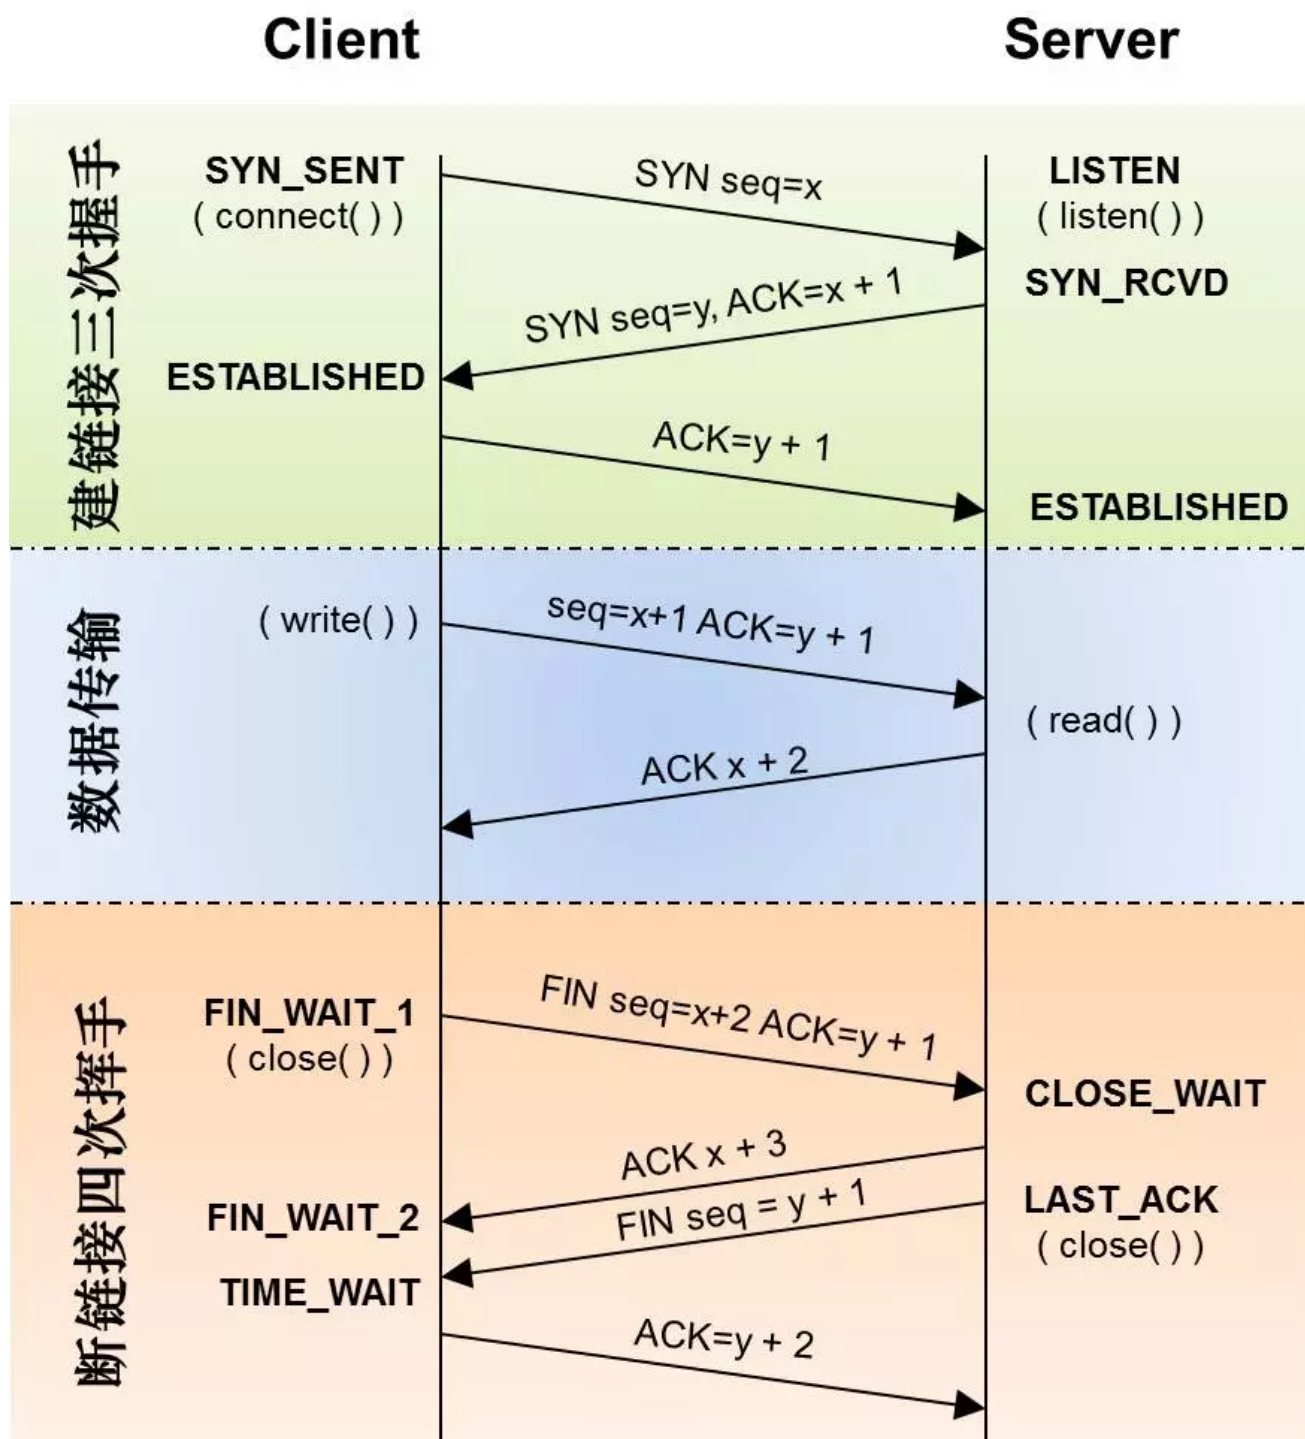 Client
Server
建链接三次握手
SYN_SENT
( connect( ) )
SYN seq=x
LISTEN
( listen( ) )
SYN_RCVD
SYN seq=y, ACK=x + 1
ESTABLISHED
ACK=y + 1
ESTABLISHED
数据传输
( write( ) )
seq=x+1 ACK=y + 1
( read( ) )
ACK x + 2
断链接四次挥手
FIN_WAIT_1
( close( ) )
FIN seq=x+2 ACK=y + 1
CLOSE_WAIT
ACK x + 3
FIN_WAIT_2
FIN seq = y + 1
LAST_ACK
( close( ) )
TIME_WAIT
ACK=y + 2